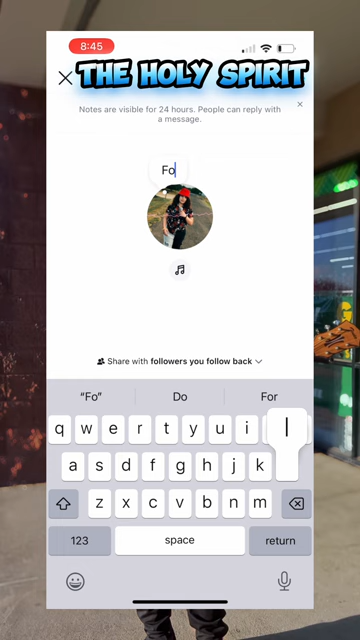 8:45
THE HOLY SPIRIT
Notes are visible for 24 hours. People can reply with
a message.
Fo
Share with followers you follow back
"Fo" Do For
q w e r t y u i l
a s d f g h j k
z x c v b n m
123 space return